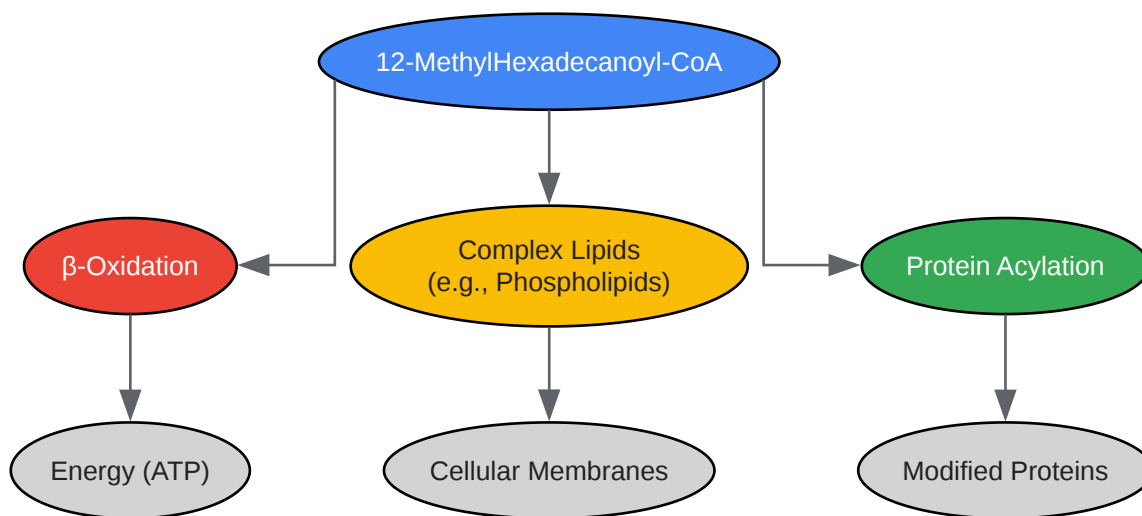 12-MethylHexadecanoyl-CoA
β-Oxidation
Complex Lipids
(e.g., Phospholipids)
Protein Acylation
Energy (ATP)
Cellular Membranes
Modified Proteins